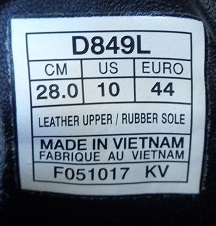 D849L
CM US EURO
28.0 10 44
LEATHER UPPER / RUBBER SOLE
MADE IN VIETNAM
FABRIQUE AU VIETNAM
F051017 KV